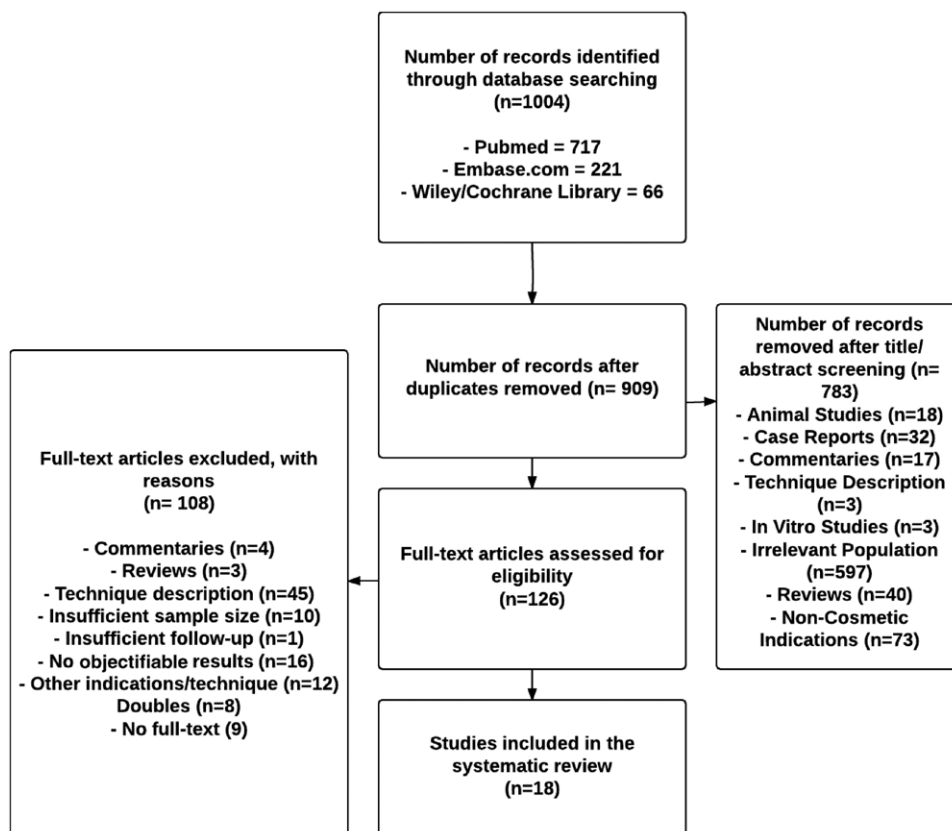 Number of records identified
through database searching
(n=1004)
- Pubmed = 717
- Embase.com = 221
- Wiley/Cochrane Library = 66
Number of records after
duplicates removed (n= 909)
Number of records
removed after title/
abstract screening (n=
783)
- Animal Studies (n=18)
- Case Reports (n=32)
- Commentaries (n=17)
- Technique Description
(n=3)
- In Vitro Studies (n=3)
- Irrelevant Population
(n=597)
- Reviews (n=40)
- Non-Cosmetic
Indications (n=73)
Full-text articles excluded, with
reasons
(n= 108)
- Commentaries (n=4)
- Reviews (n=3)
- Technique description (n=45)
- Insufficient sample size (n=10)
- Insufficient follow-up (n=1)
- No objectifiable results (n=16)
- Other indications/technique (n=12)
Doubles (n=8)
- No full-text (9)
Full-text articles assessed for
eligibility
(n=126)
Studies included in the
systematic review
(n=18)